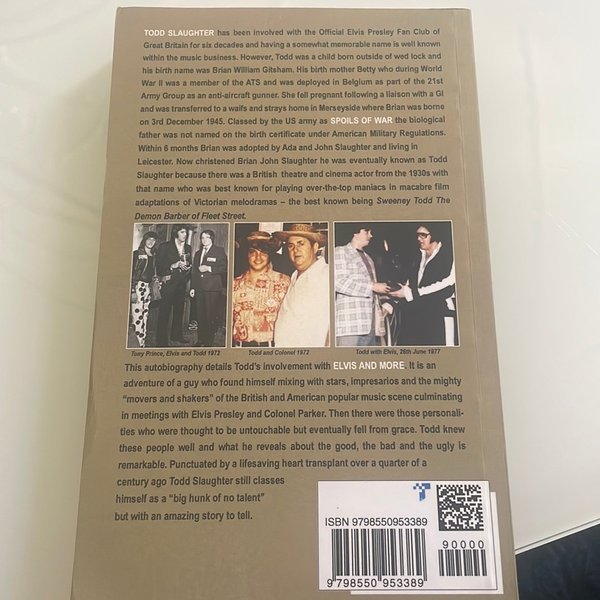 TODD SLAUGHTER has been involved with the Official Elvis Presley Fan Club of
Great Britain for six decades and having a somewhat memorable name is well known
within the music business. However, Todd was a child born outside of wed lock and
his birth name was Brian William Gitsham. His birth mother Betty who during World
War II was a member of the ATS and was deployed in Belgium as part of the 21st
Army Group as an anti-aircraft gunner. She fell pregnant following a liaison with a GI
and was transferred to a waifs and strays home in Merseyside where Brian was borne
on 3rd December 1945. Classed by the US army as SPOILS OF WAR the biological
father was not named on the birth certificate under American Military Regulations.
Within 6 months Brian was adopted by Ada and John Slaughter and living in
Leicester. Now christened Brian John Slaughter he was eventually known as Todd
Slaughter because there was a British theatre and cinema actor from the 1930s with
that name who was best known for playing over-the-top maniacs in macabre film
adaptations of Victorian melodramas – the best known being Sweeney Todd The
Demon Barber of Fleet Street.
Tony Prince, Elvis and Todd 1972
Todd and Colonel 1972
Todd with Elvis, 26th June 1977
This autobiography details Todd's involvement with ELVIS AND MORE. It is an
adventure of a guy who found himself mixing with stars, impresarios and the mighty
"movers and shakers" of the British and American popular music scene culminating
in meetings with Elvis Presley and Colonel Parker. Then there were those personali-
ties who were thought to be untouchable but eventually fell from grace. Todd knew
these people well and what he reveals about the good, the bad and the ugly is
remarkable. Punctuated by a lifesaving heart transplant over a quarter of a
century ago Todd Slaughter still classes
himself as a "big hunk of no talent"
but with an amazing story to tell.
ISBN 9798550953389
90000
9 798550 953389